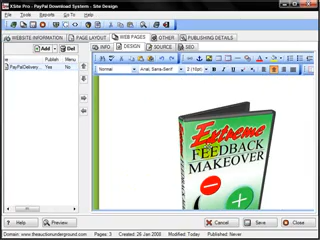 XSite Pro - PayPal Download System - Site Design
File Tools Reports Go To Help
WEBSITE INFORMATION PAGE LAYOUT WEB PAGES OTHER PUBLISHING DETAILS
Add Del
INFO DESIGN SOURCE SEO
Publish Menu
PayPalDelivery... Yes No
Normal Arial, Sans-Serif 2 (10pt) B I U
Extreme
FEEDBACK
MAKEOVER
Help Preview Cancel Save Close
Domain: www.theauctionunderground.com Pages: 3 Created: 26 Jan 2008 Modified: Today Published: Never